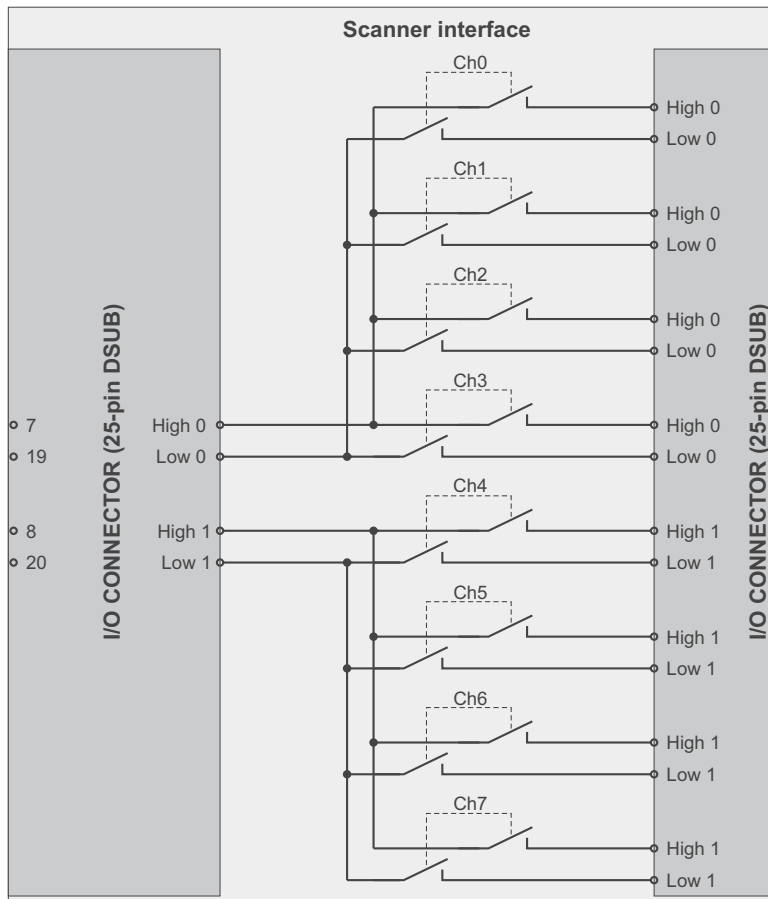 Scanner interface
Ch0
High 0
Low 0
Ch1
High 0
Low 0
Ch2
High 0
Low 0
Ch3
7 High 0 High 0
19 Low 0 Low 0
Ch4
8 High 1 High 1
20 Low 1 Low 1
Ch5
High 1
Low 1
Ch6
High 1
Low 1
Ch7
High 1
Low 1
I/O CONNECTOR (25-pin DSUB)
I/O CONNECTOR (25-pin DSUB)